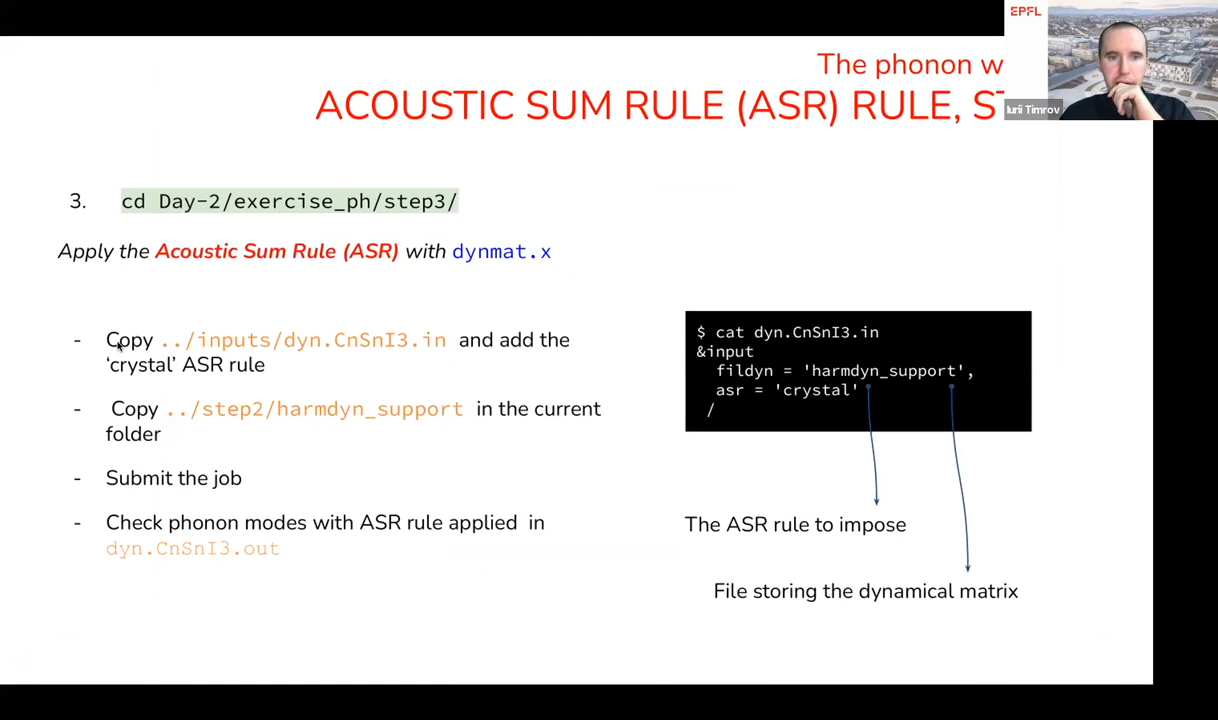 EPFL
Iurii Timrov
The phonon w
ACOUSTIC SUM RULE (ASR) RULE, ST
3. cd Day-2/exercise_ph/step3/
Apply the Acoustic Sum Rule (ASR) with dynmat.x
- Copy ../inputs/dyn.CnSnI3.in and add the
‘crystal’ ASR rule
- Copy ../step2/harmdyn_support in the current
folder
- Submit the job
- Check phonon modes with ASR rule applied in
dyn.CnSnI3.out
$ cat dyn.CnSnI3.in
&input
fildyn = 'harmdyn_support',
asr = 'crystal'
/
The ASR rule to impose
File storing the dynamical matrix